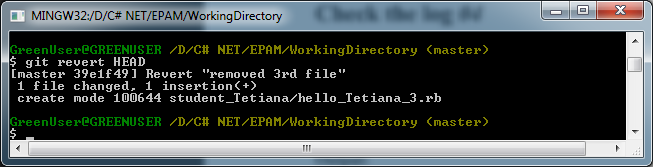 Check the log #4
MINGW32:/D/C# NET/EPAM/WorkingDirectory
GreenUser@GREENUSER /D/C# NET/EPAM/WorkingDirectory (master)
$ git revert HEAD
[master 39e1f49] Revert "removed 3rd file"
1 file changed, 1 insertion(+)
create mode 100644 student_Tetiana/hello_Tetiana_3.rb
GreenUser@GREENUSER /D/C# NET/EPAM/WorkingDirectory (master)
$